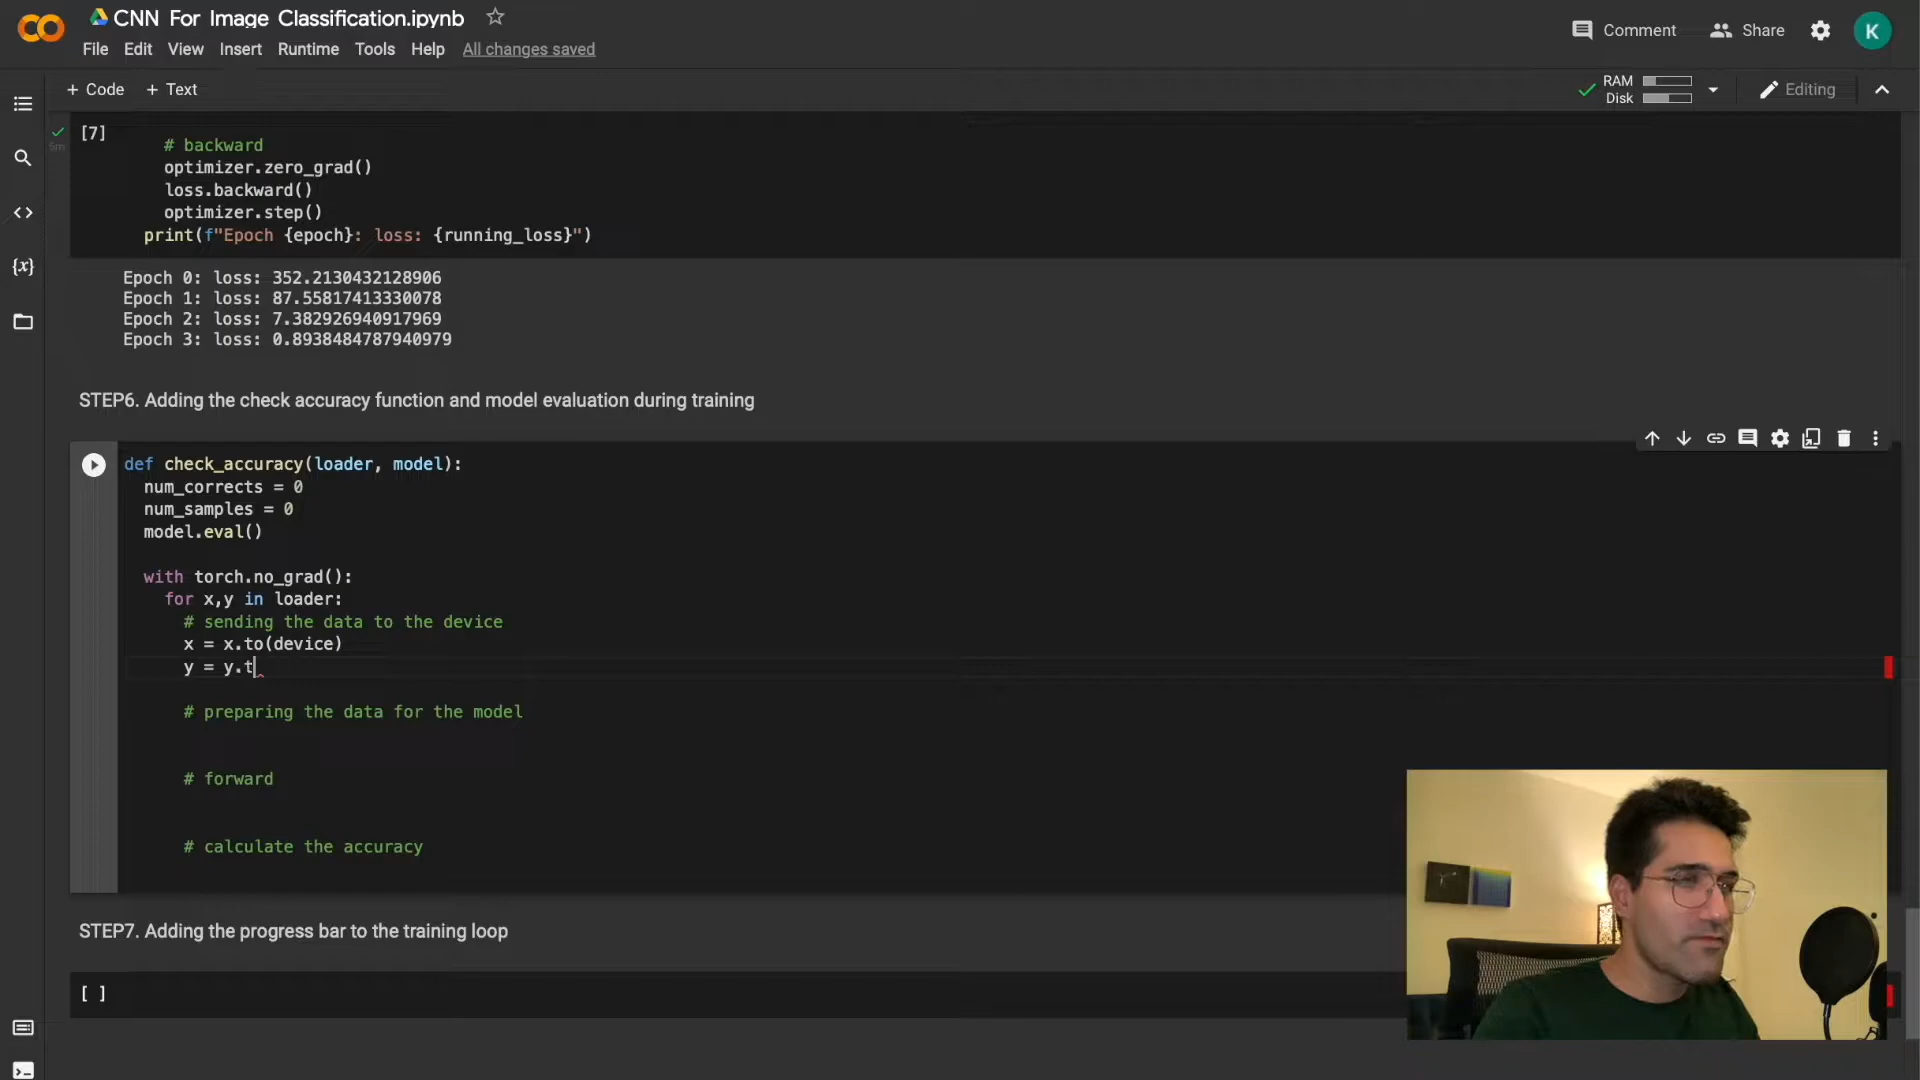 CNN For Image Classification.ipynb
File Edit View Insert Runtime Tools Help All changes saved
Comment Share K
+ Code + Text
RAM
Disk
Editing
[7]
5m
# backward
optimizer.zero_grad()
loss.backward()
optimizer.step()
print(f"Epoch {epoch}: loss: {running_loss}")
Epoch 0: loss: 352.2130432128906
Epoch 1: loss: 87.55817413330078
Epoch 2: loss: 7.382926940917969
Epoch 3: loss: 0.8938484787940979
STEP6. Adding the check accuracy function and model evaluation during training
def check_accuracy(loader, model):
num_corrects = 0
num_samples = 0
model.eval()
with torch.no_grad():
for x,y in loader:
# sending the data to the device
x = x.to(device)
y = y.t
# preparing the data for the model
# forward
# calculate the accuracy
STEP7. Adding the progress bar to the training loop
[ ]